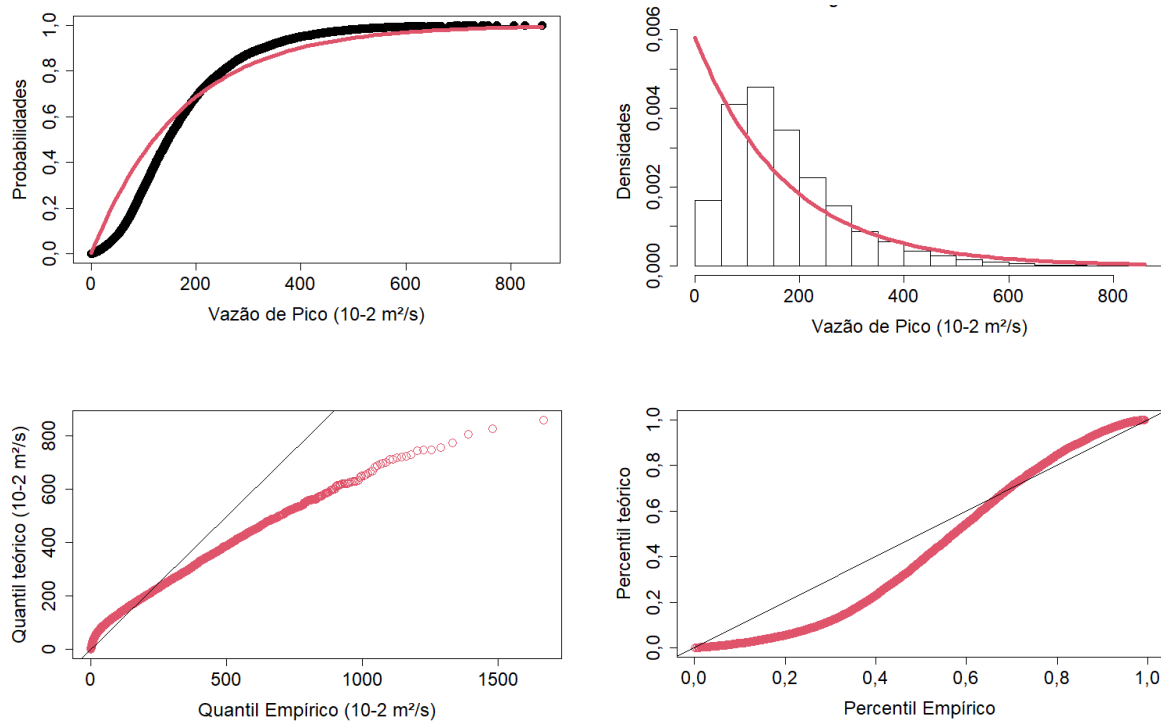 Probabilidades
0,0 0,2 0,4 0,6 0,8 1,0
0 200 400 600 800
Vazão de Pico (10-2 m²/s)
Densidades
0,000 0,002 0,004 0,006
0 200 400 600 800
Vazão de Pico (10-2 m²/s)
Quantil teórico (10-2 m²/s)
0 200 400 600 800
0 500 1000 1500
Quantil Empírico (10-2 m²/s)
Percentil teórico
0,0 0,2 0,4 0,6 0,8 1,0
0,0 0,2 0,4 0,6 0,8 1,0
Percentil Empírico